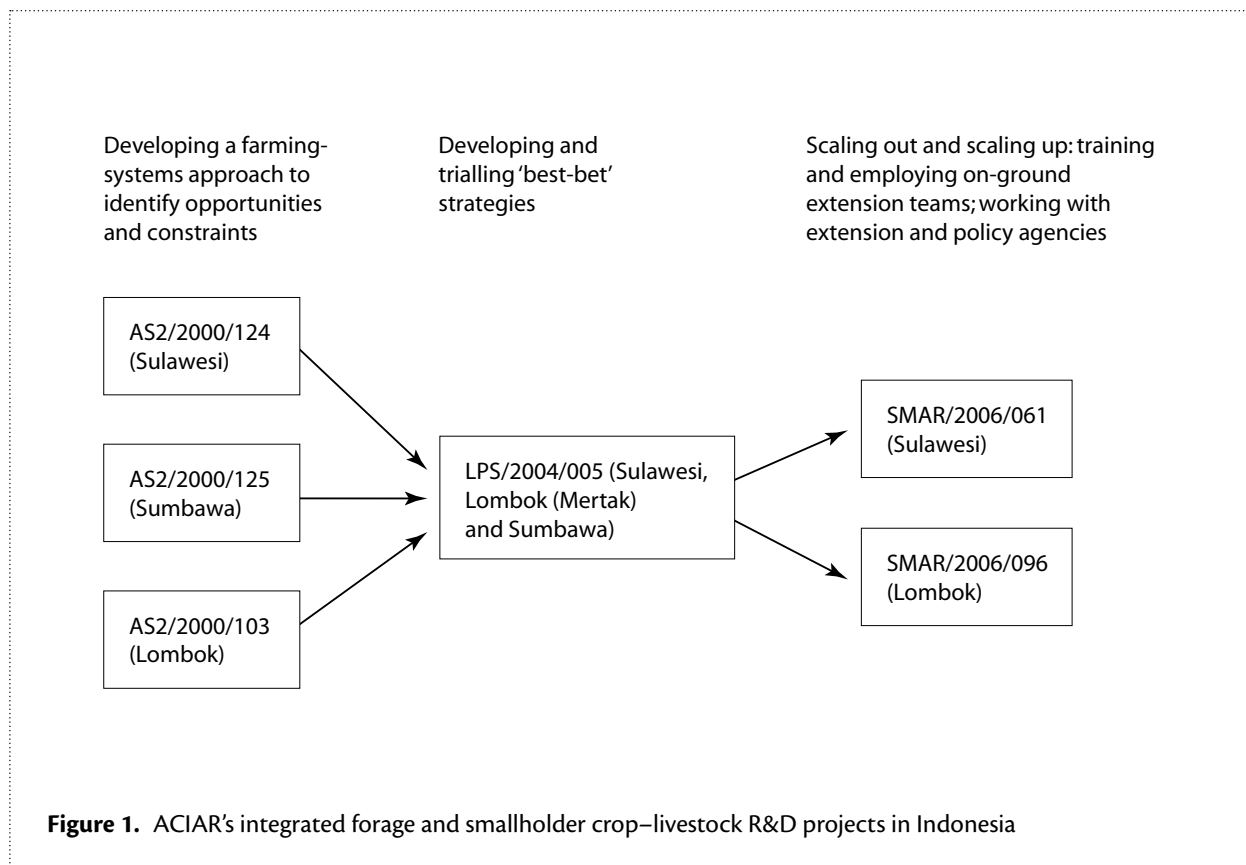 Developing a farming-
systems approach to
identify opportunities
and constraints
Developing and
trialling ‘best-bet’
strategies
Scaling out and scaling up: training
and employing on-ground
extension teams; working with
extension and policy agencies
AS2/2000/124
(Sulawesi)
AS2/2000/125
(Sumbawa)
AS2/2000/103
(Lombok)
LPS/2004/005 (Sulawesi,
Lombok (Mertak)
and Sumbawa)
SMAR/2006/061
(Sulawesi)
SMAR/2006/096
(Lombok)
Figure 1. ACIAR’s integrated forage and smallholder crop–livestock R&D projects in Indonesia